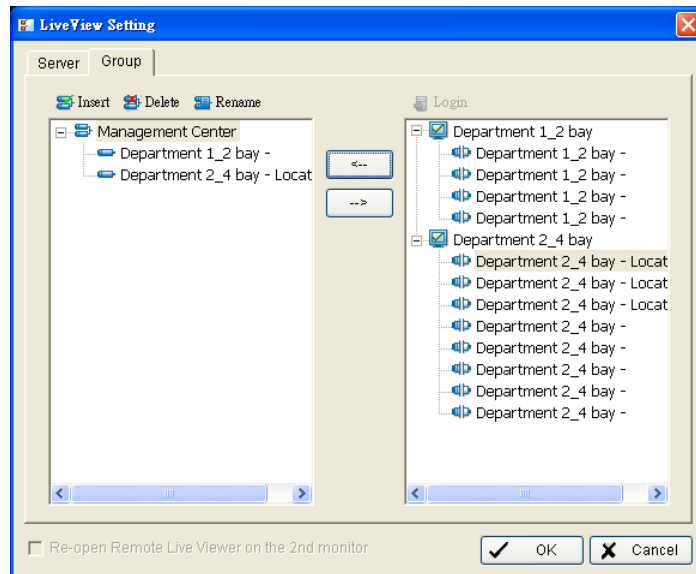 LiveView Setting
Server Group
Insert Delete Rename
Login
Management Center
Department 1_2 bay -
Department 2_4 bay - Locat
<--
-->
Department 1_2 bay
Department 1_2 bay -
Department 1_2 bay -
Department 1_2 bay -
Department 1_2 bay -
Department 2_4 bay
Department 2_4 bay - Locat
Department 2_4 bay - Locat
Department 2_4 bay - Locat
Department 2_4 bay -
Department 2_4 bay -
Department 2_4 bay -
Department 2_4 bay -
Department 2_4 bay -
Re-open Remote Live Viewer on the 2nd monitor
OK Cancel